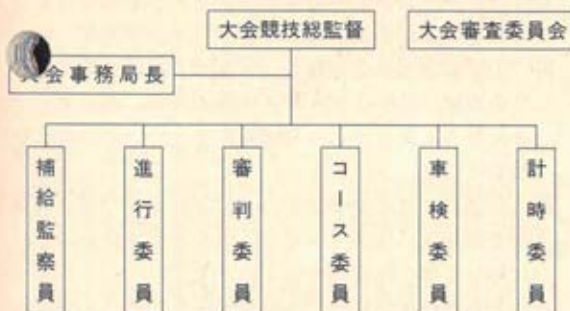 大会競技総監督
大会審査委員会
会事務局長
補給監察員
進行委員
審判委員
コース委員
車検委員
計時委員